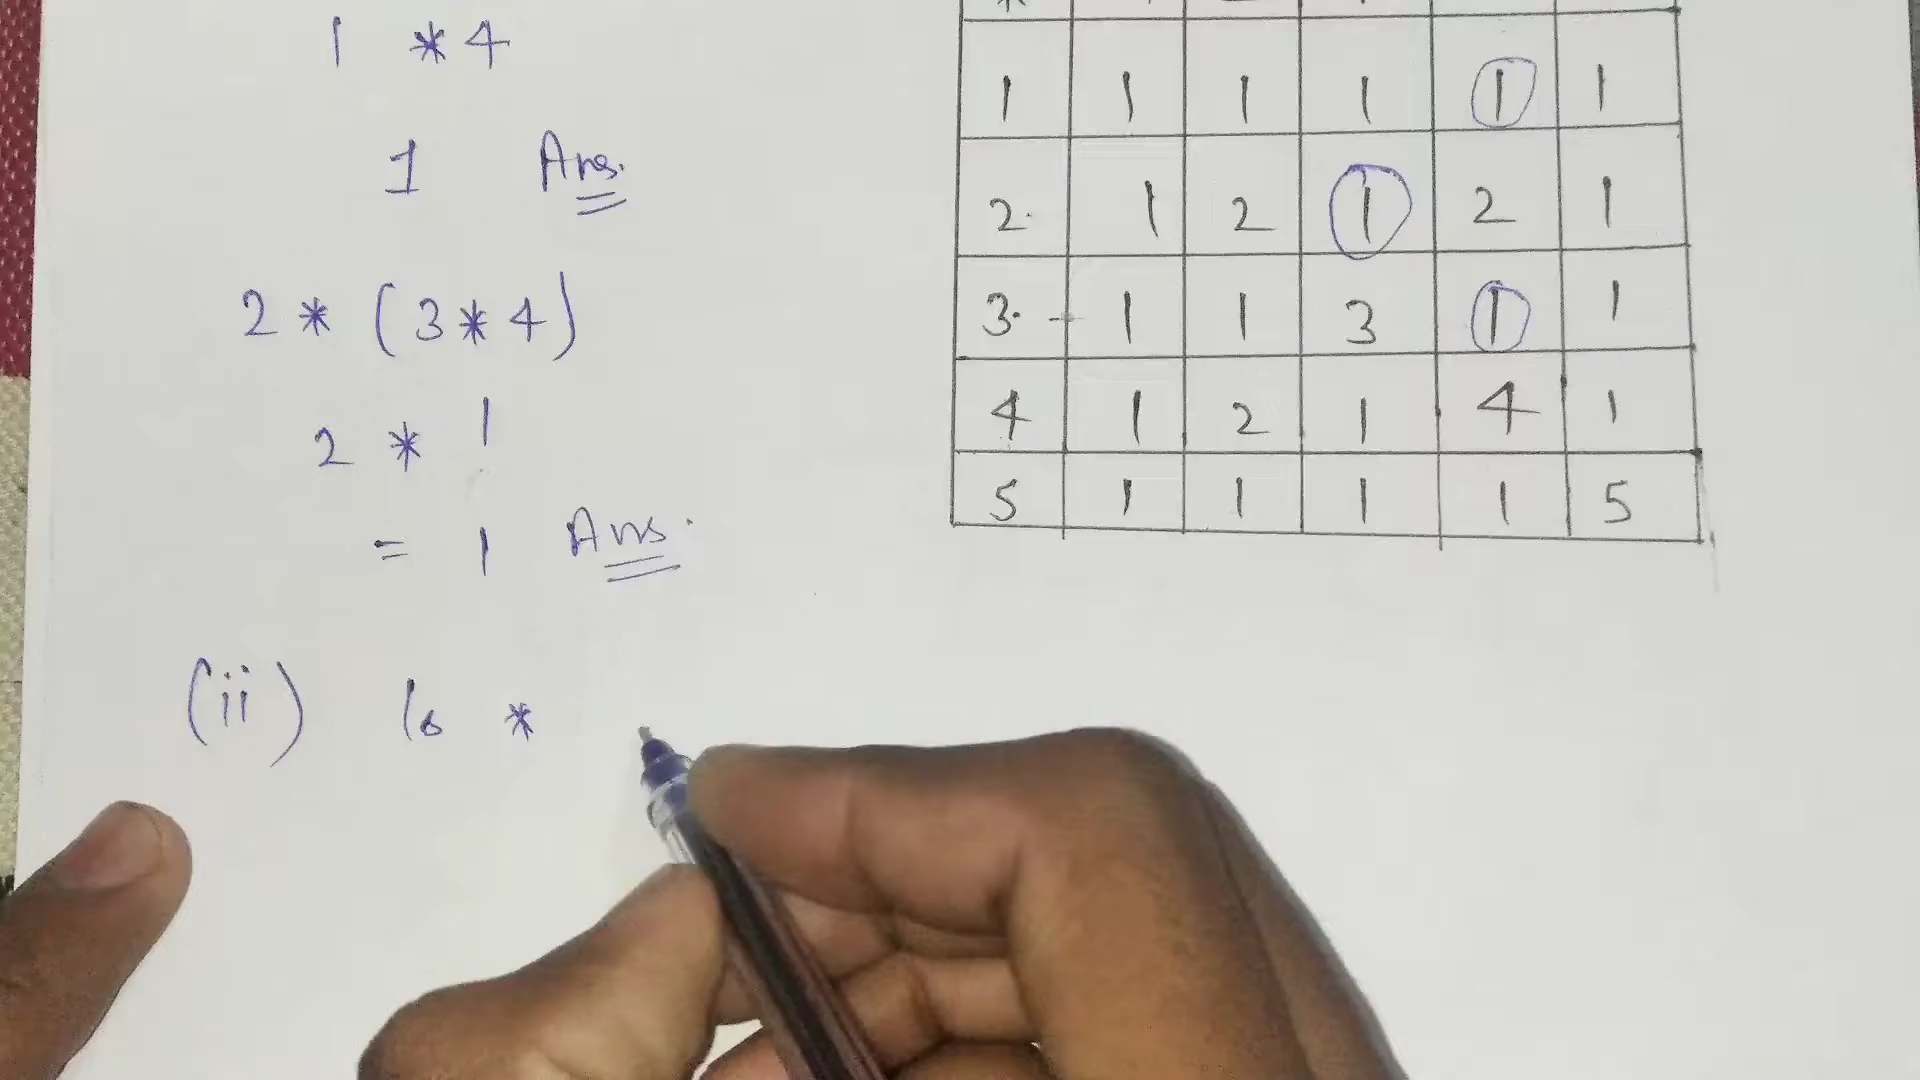 1 * 4
1 Ans.
2 * (3 * 4)
2 * 1
= 1 Ans.
(ii) Is *
*
1 1 1 1 1 1
2 1 2 1 2 1
3 1 1 3 1 1
4 1 2 1 4 1
5 1 1 1 1 5